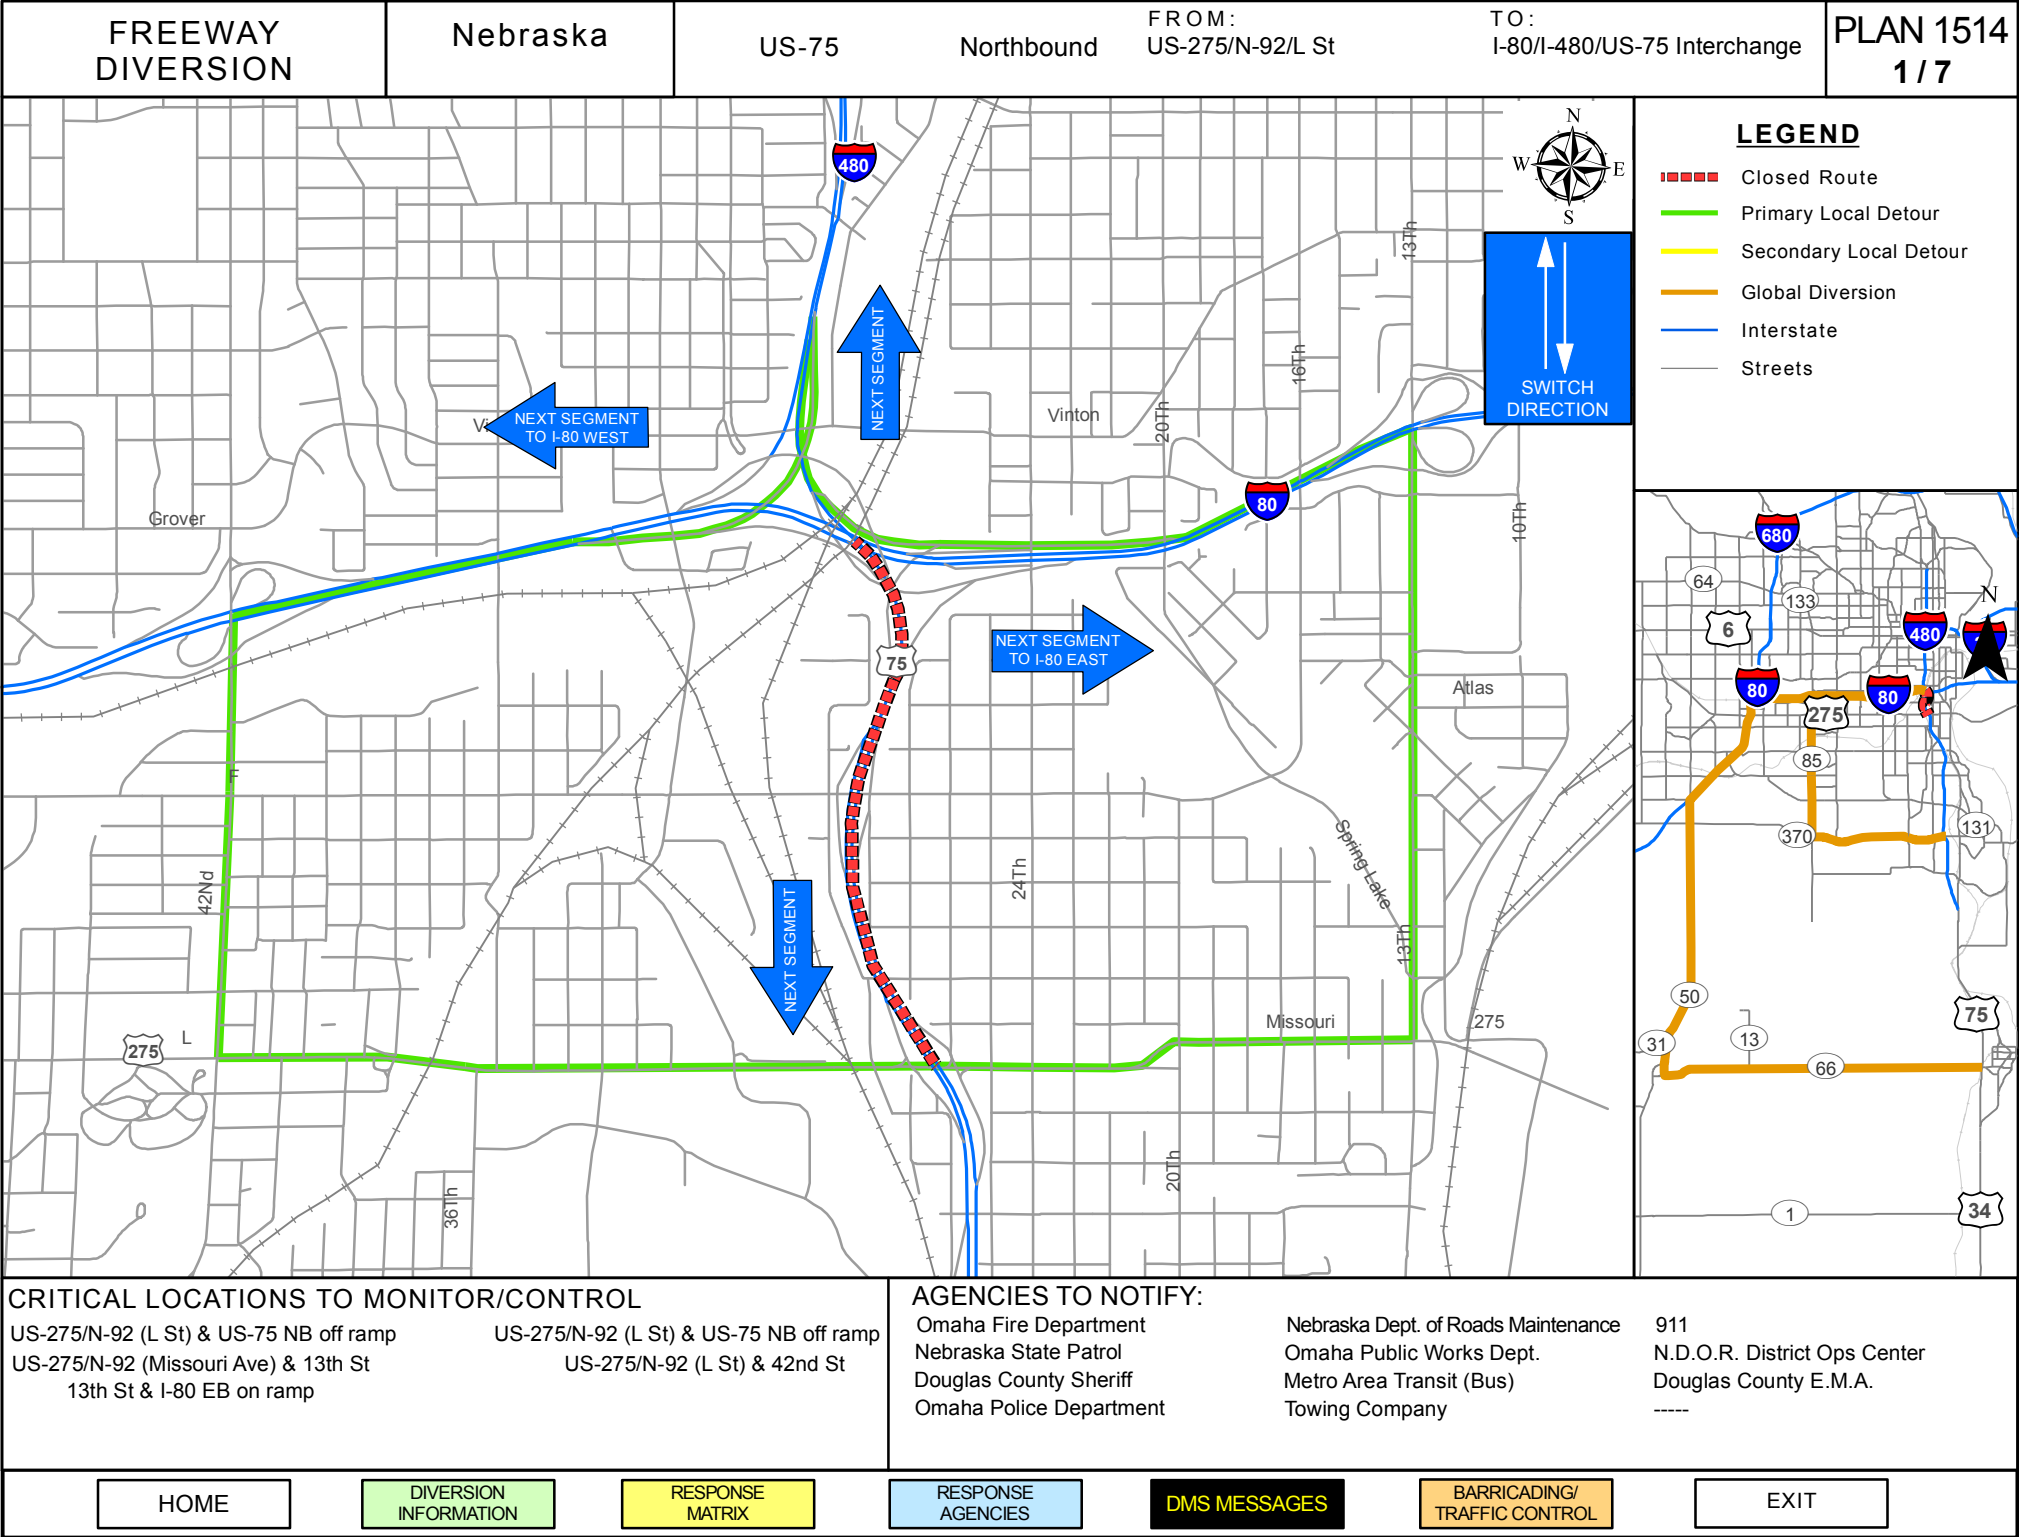 FREEWAY
DIVERSION
Nebraska
US-75
Northbound
FROM:
US-275/N-92/L St
TO:
I-80/I-480/US-75 Interchange
PLAN 1514
1 / 7
480
N
W
E
S
13Th
SWITCH
DIRECTION
NEXT SEGMENT
16Th
NEXT SEGMENT
TO I-80 WEST
Vinton
20Th
80
Grover
10Th
NEXT SEGMENT
TO I-80 EAST
75
Atlas
F
Spring Lake
42Nd
24Th
13Th
NEXT SEGMENT
Missouri
275
L
275
20Th
36Th
LEGEND
Closed Route
Primary Local Detour
Secondary Local Detour
Global Diversion
Interstate
Streets
680
64
133
N
6
480
80
80
275
85
370
131
50
75
31
13
66
1
34
CRITICAL LOCATIONS TO MONITOR/CONTROL
US-275/N-92 (L St) & US-75 NB off ramp
US-275/N-92 (Missouri Ave) & 13th St
13th St & I-80 EB on ramp
US-275/N-92 (L St) & US-75 NB off ramp
US-275/N-92 (L St) & 42nd St
AGENCIES TO NOTIFY:
Omaha Fire Department
Nebraska State Patrol
Douglas County Sheriff
Omaha Police Department
Nebraska Dept. of Roads Maintenance
Omaha Public Works Dept.
Metro Area Transit (Bus)
Towing Company
911
N.D.O.R. District Ops Center
Douglas County E.M.A.
-----
HOME
DIVERSION
INFORMATION
RESPONSE
MATRIX
RESPONSE
AGENCIES
DMS MESSAGES
BARRICADING/
TRAFFIC CONTROL
EXIT